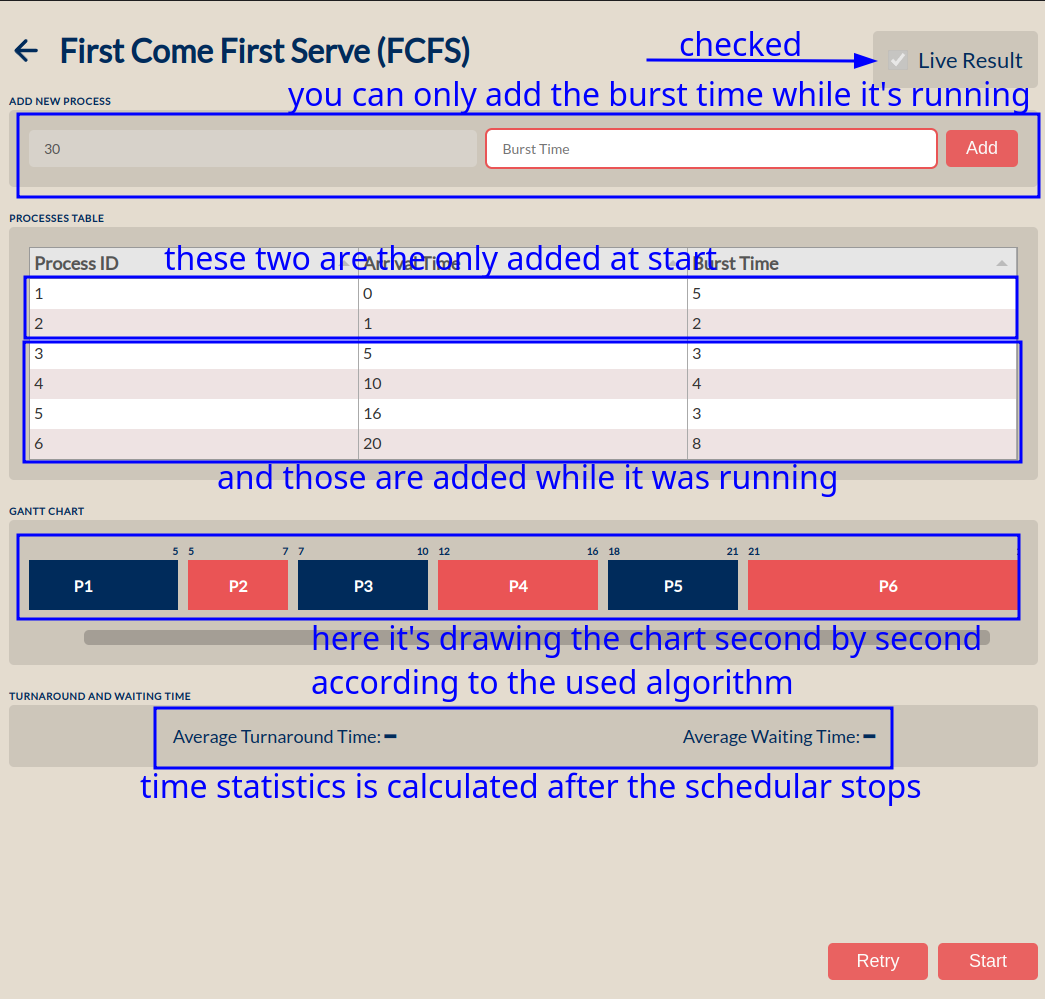 First Come First Serve (FCFS)
checked
Live Result
ADD NEW PROCESS
you can only add the burst time while it's running
30
Burst Time
Add
PROCESSES TABLE
these two are the only added at start
Process ID Arrival Time Burst Time
1 0 5
2 1 2
3 5 3
4 10 4
5 16 3
6 20 8
and those are added while it was running
GANTT CHART
5 5 7 7 10 12 16 18 21 21
P1 P2 P3 P4 P5 P6
here it's drawing the chart second by second
according to the used algorithm
TURNAROUND AND WAITING TIME
Average Turnaround Time: –
Average Waiting Time: –
time statistics is calculated after the schedular stops
Retry
Start